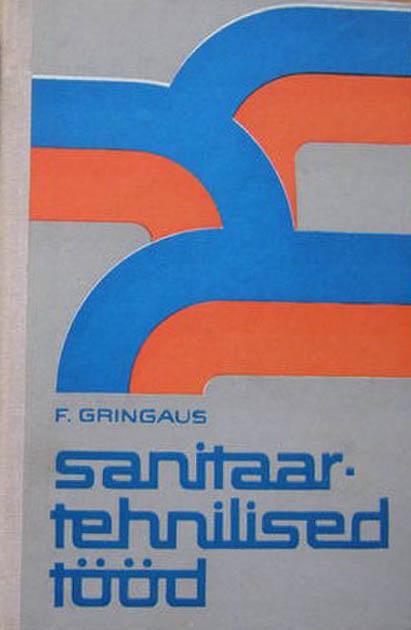 F. GRINGAUS
sanitaar-
tehnilised
tööd